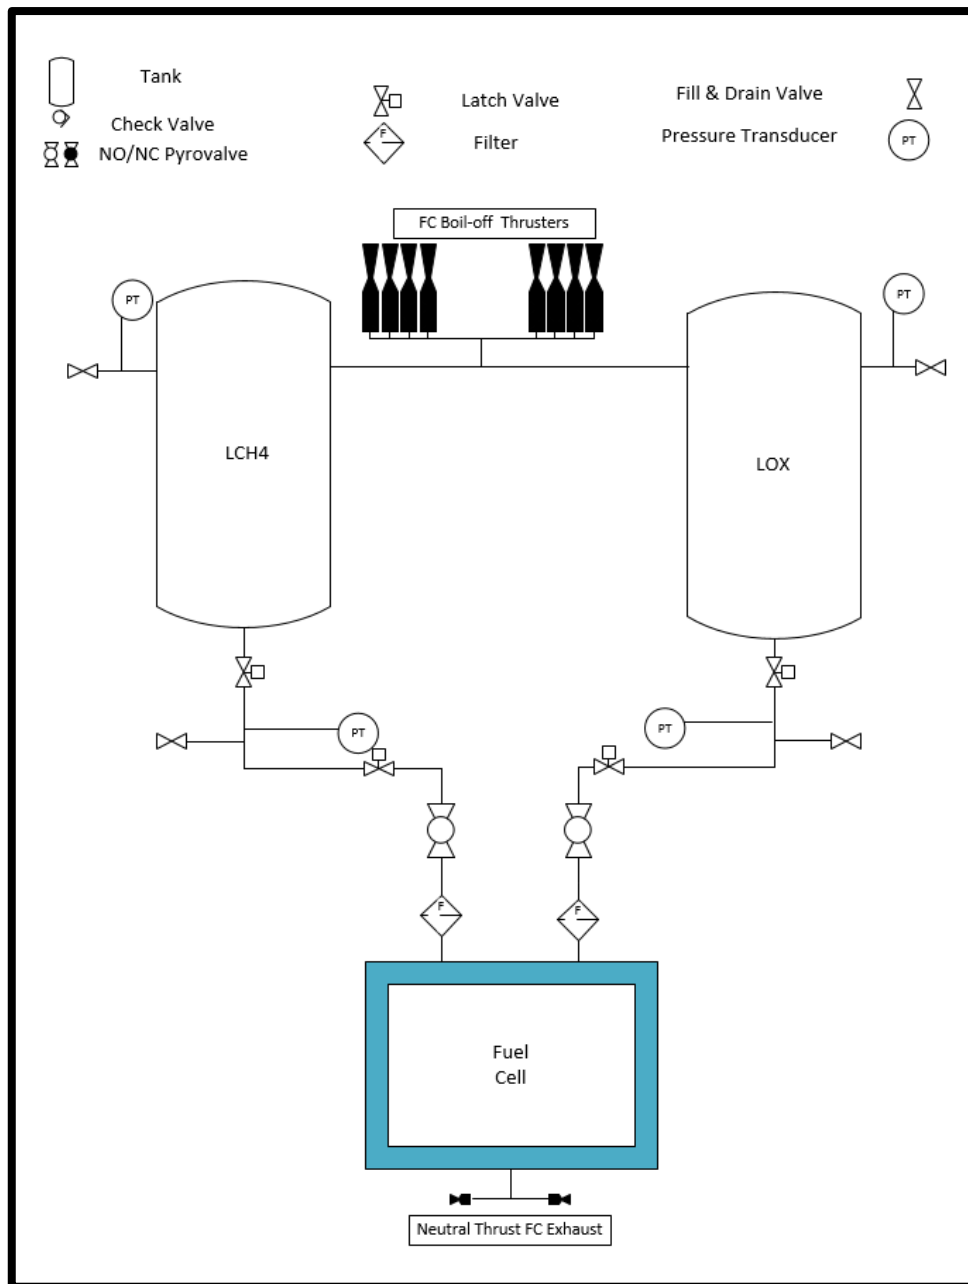 Tank
Latch Valve
Fill & Drain Valve
Check Valve
F
Filter
Pressure Transducer
PT
NO/NC Pyrovalve
FC Boil-off  Thrusters
PT
PT
LCH4
LOX
PT
PT
F
F
Fuel
Cell
Neutral Thrust FC Exhaust